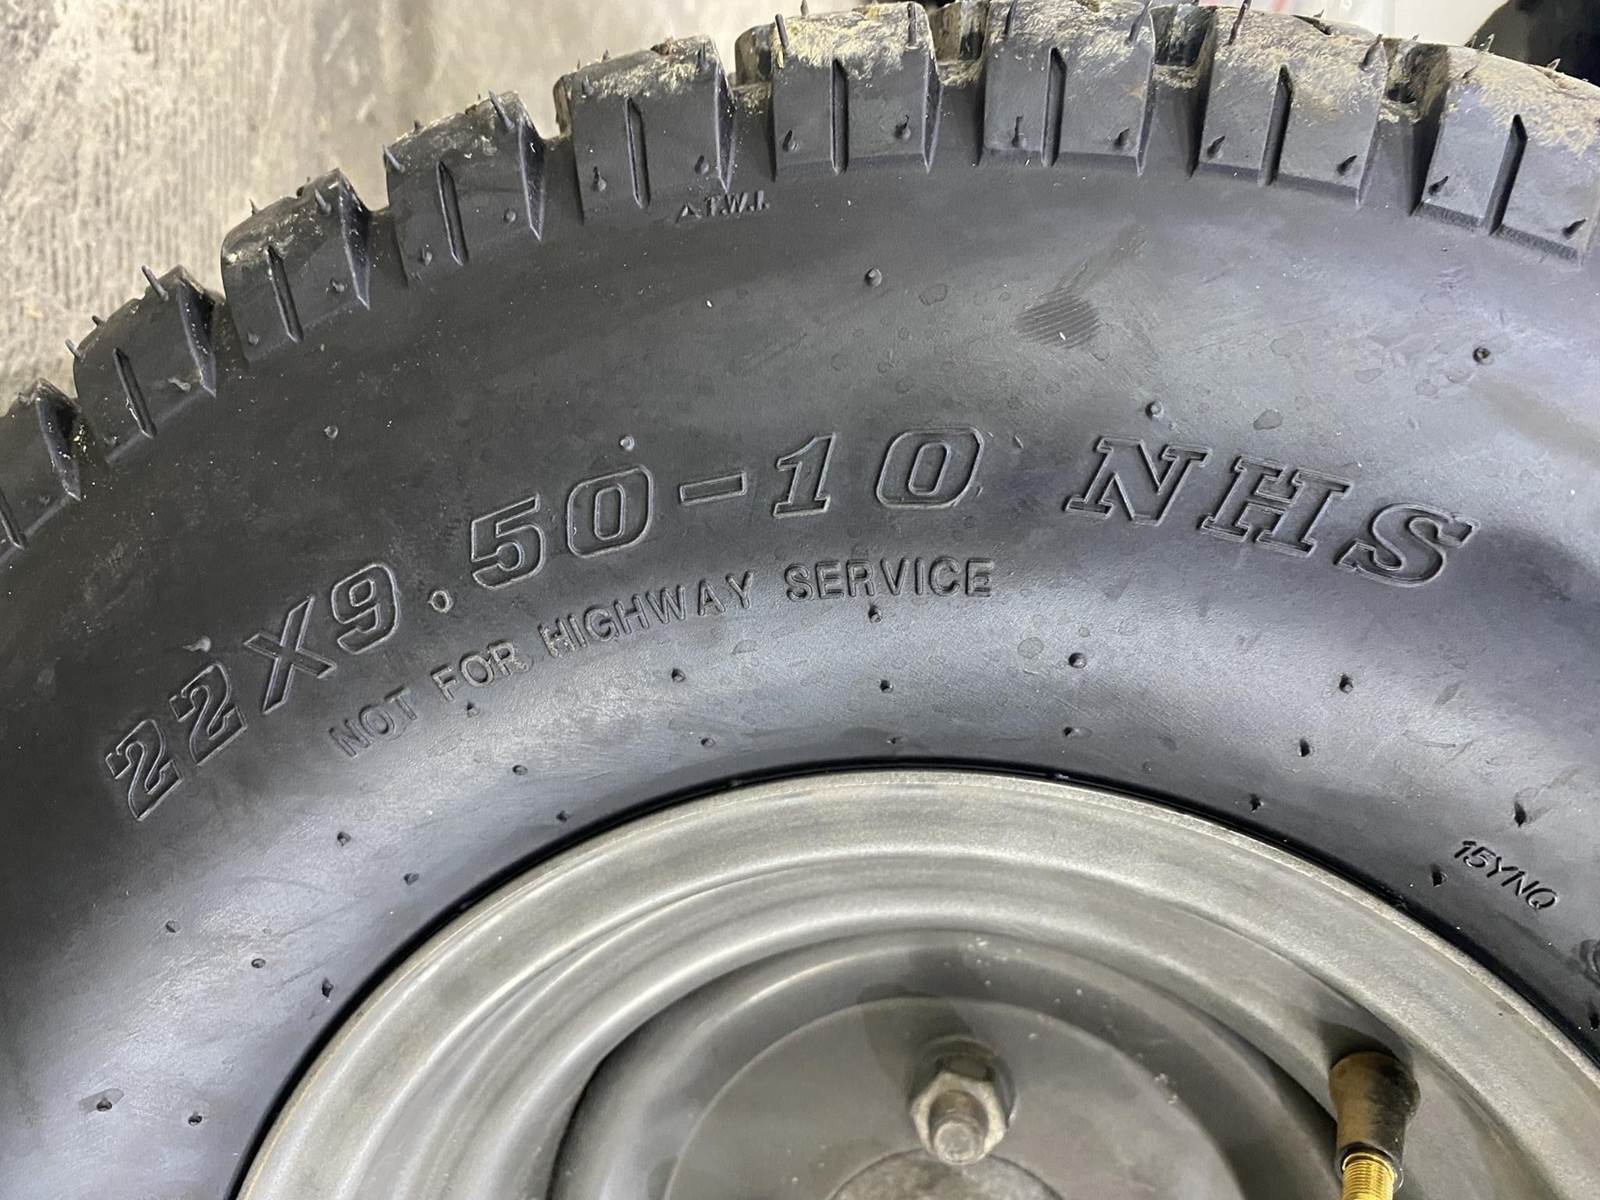 △T.W.I.
22X9.50-10 NHS
NOT FOR HIGHWAY SERVICE
15YNQ